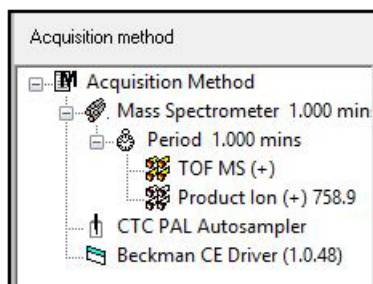 Acquisition method
Acquisition Method
Mass Spectrometer 1.000 min
Period 1.000 mins
TOF MS (+)
Product Ion (+) 758.9
CTC PAL Autosampler
Beckman CE Driver (1.0.48)